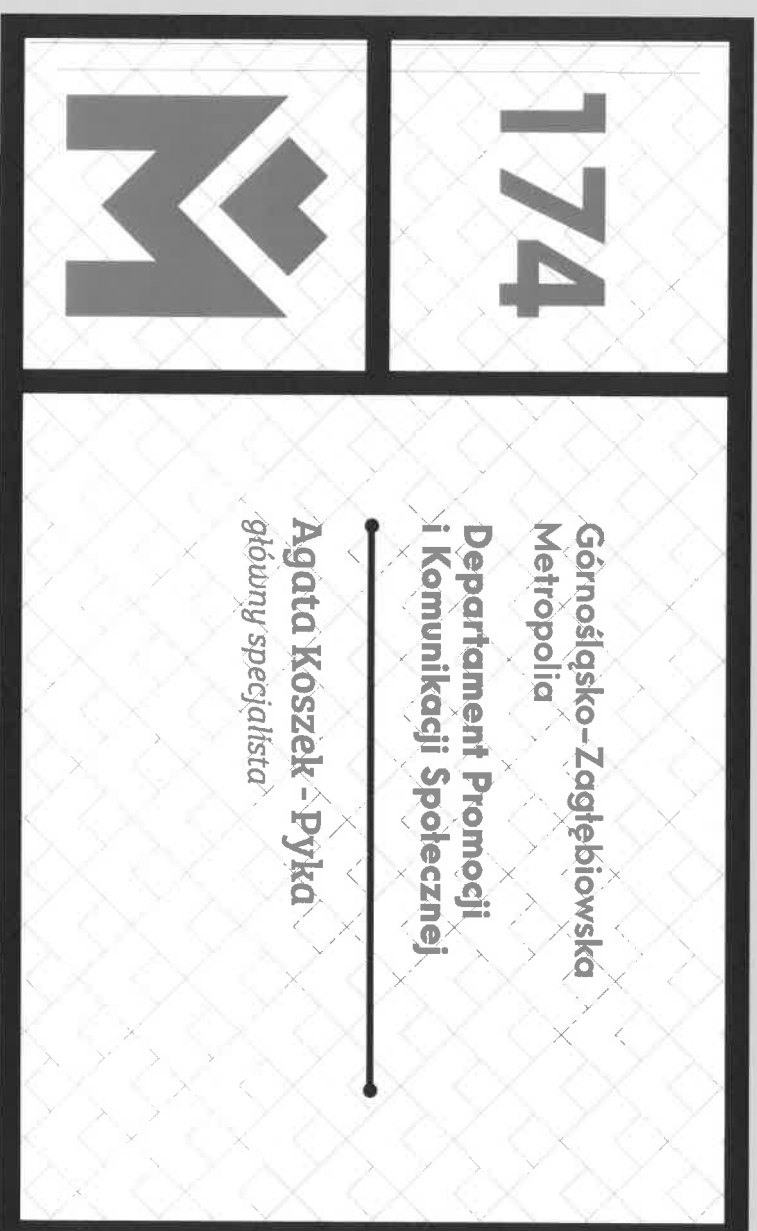 174
Górnośląsko-Zagłębiowska
Metropolia
Departament Promocji
i Komunikacji Społecznej
Agata Koszek - Pyka
główny specjalista